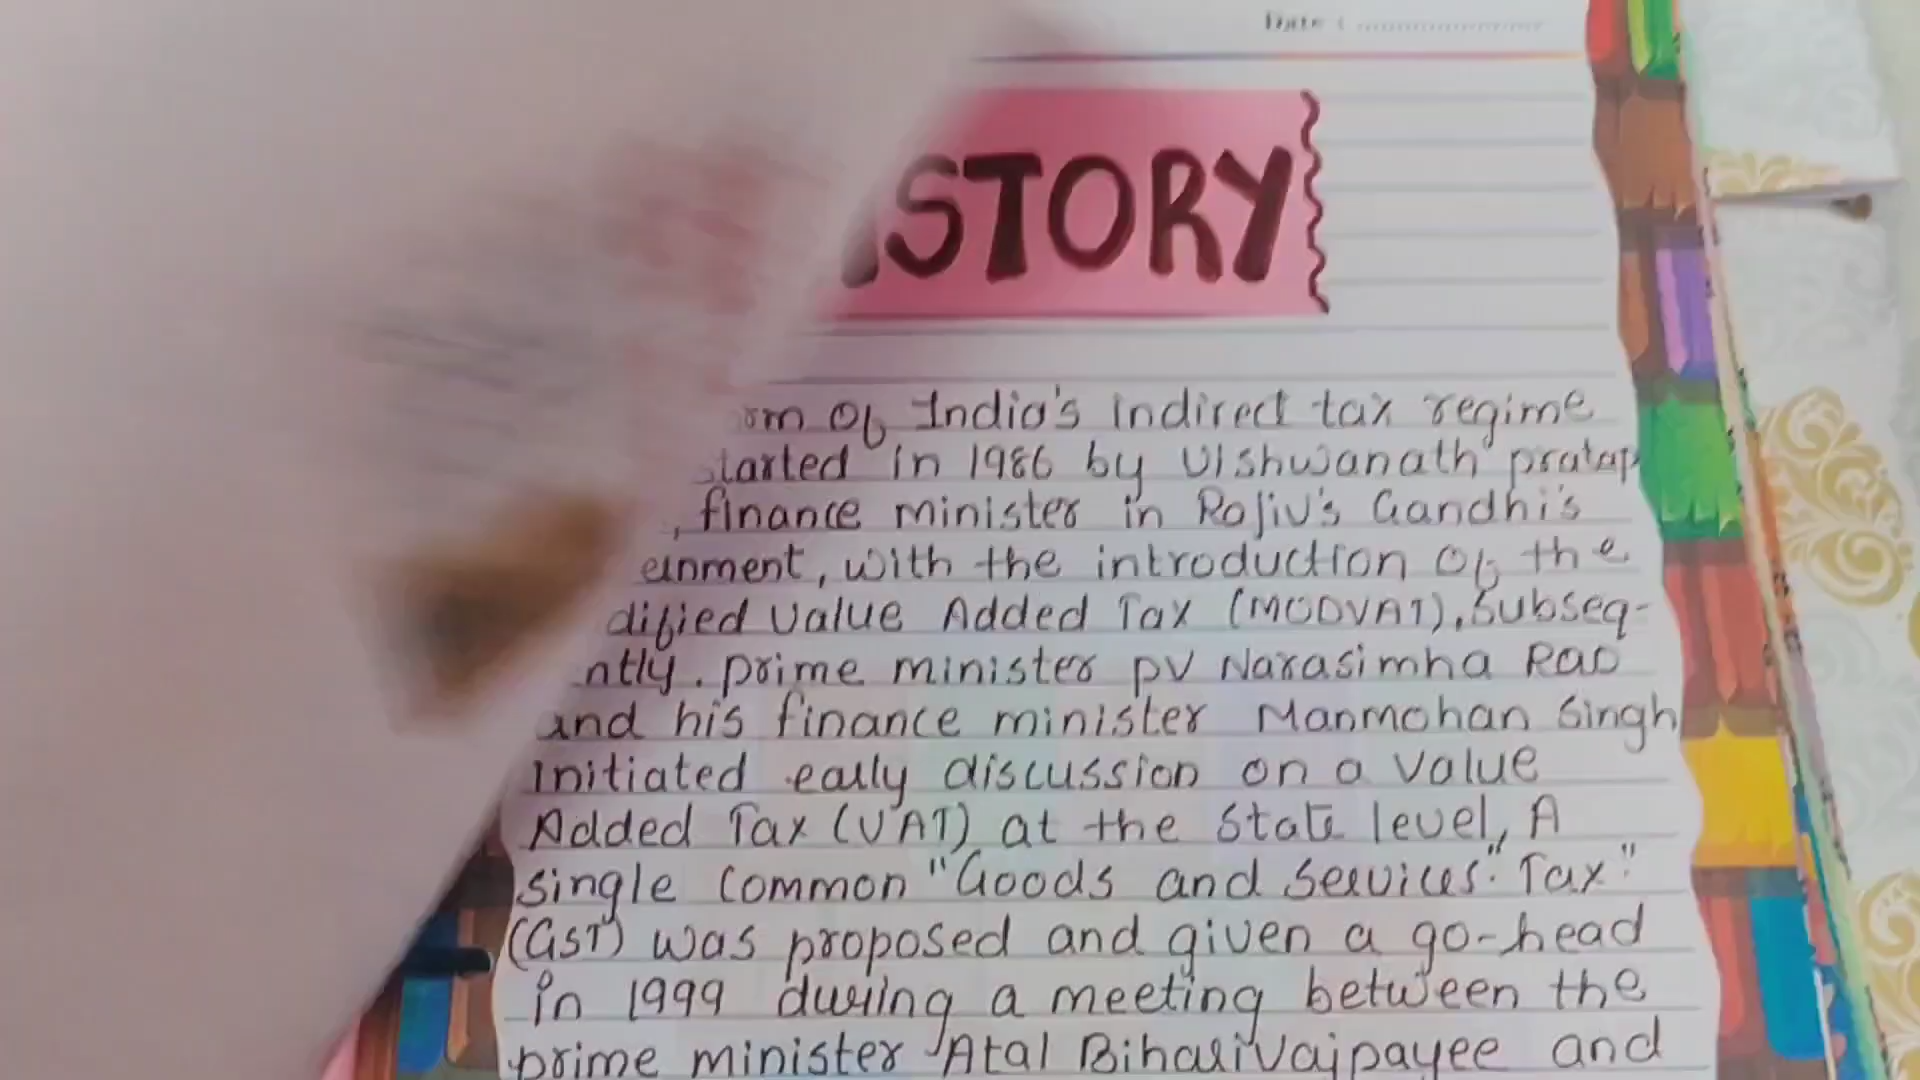 Date :
STORY
of India's indirect tax regime
started in 1986 by Vishwanath pratap
, finance minister in Rajiv's Gandhi's
ernment, with the introduction of the
dified Value Added Tax (MODVAT). Subseq-
ntly. prime minister PV Narasimha Rao
and his finance minister Manmohan Singh
initiated early discussion on a value
Added Tax (VAT) at the State level, A
single common "Goods and Services" Tax"
(GST) was proposed and given a go-head
in 1999 during a meeting between the
prime minister Atal Bihari Vajpayee and